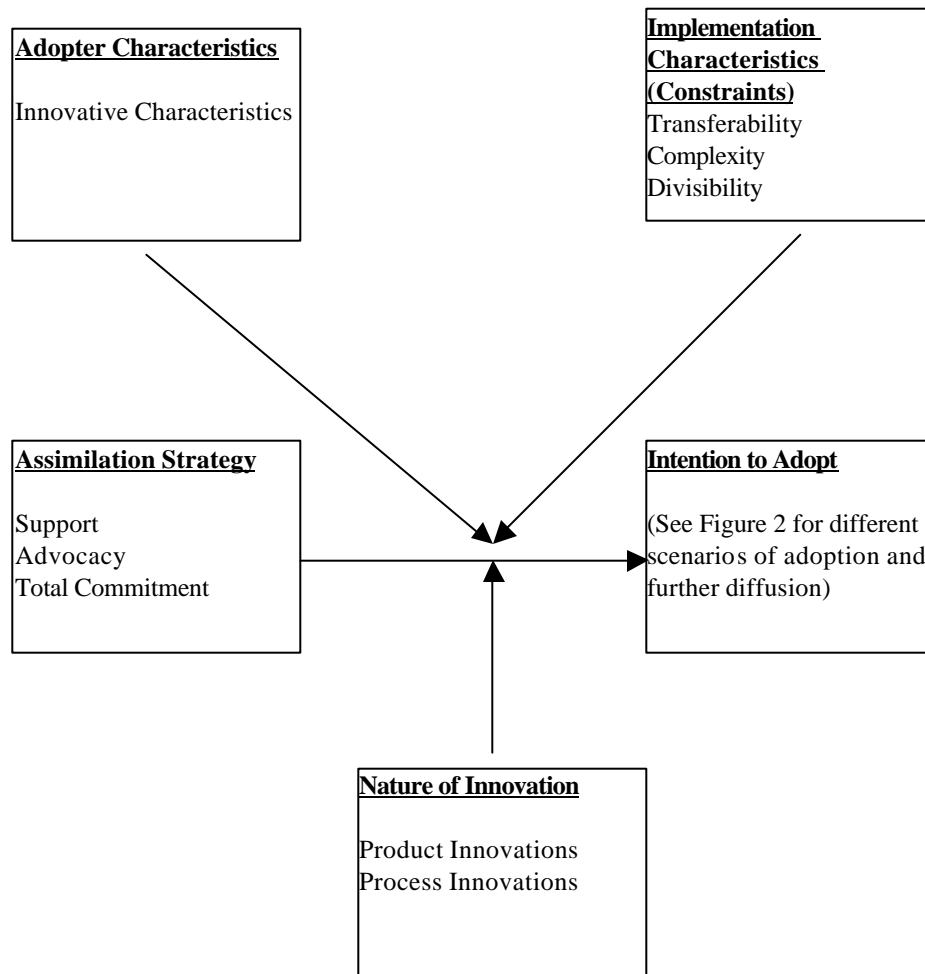 Adopter Characteristics
Innovative Characteristics
Implementation
Characteristics
(Constraints)
Transferability
Complexity
Divisibility
Assimilation Strategy
Support
Advocacy
Total Commitment
Intention to Adopt
(See Figure 2 for different
scenarios of adoption and
further diffusion)
Nature of Innovation
Product Innovations
Process Innovations